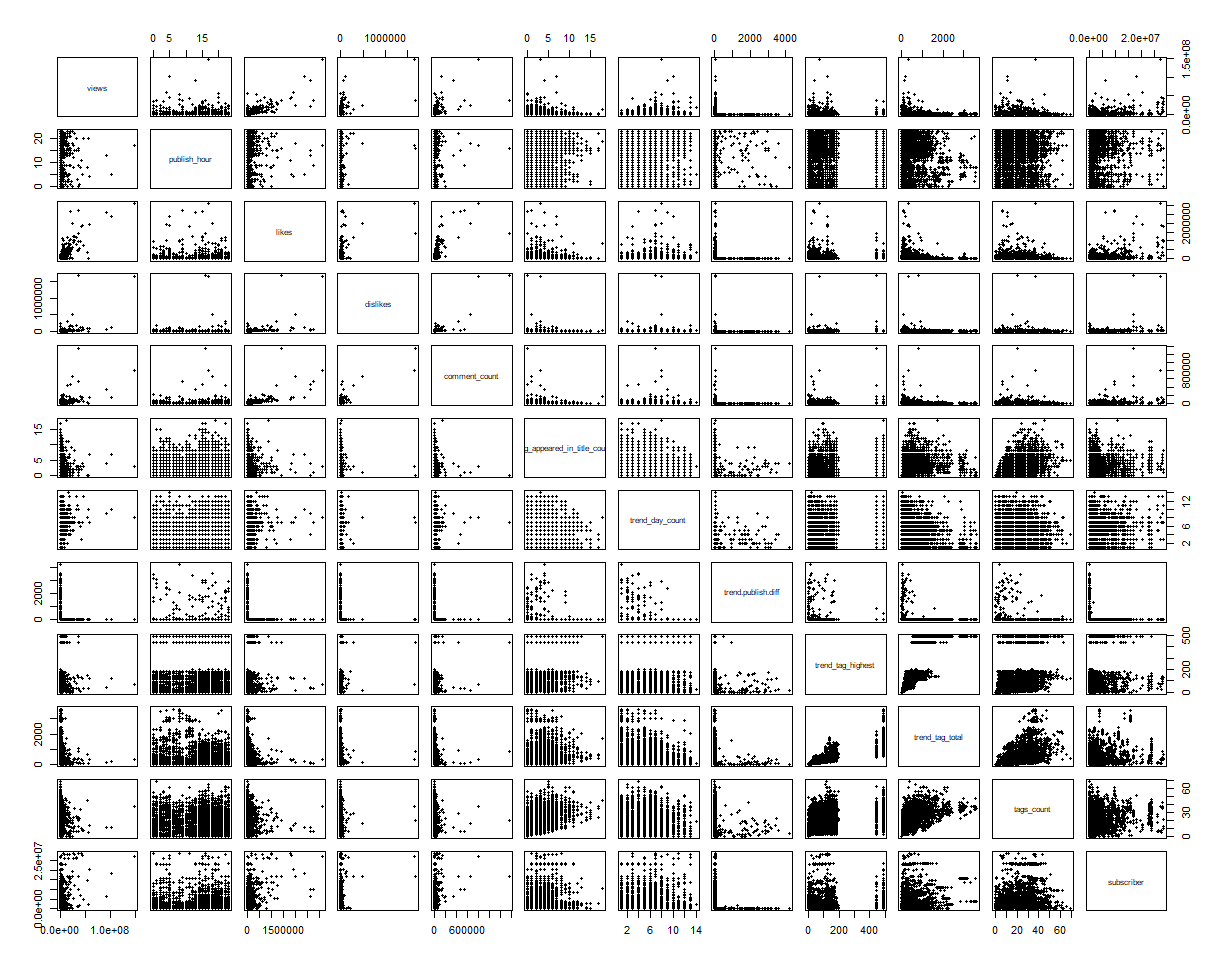 0 5 15 0 1000000 0 5 10 15 0 2000 4000 0 2000 0.0e+00 2.0e+07
views 0.0e+00 1.5e+08
0 10 20 publish_hour
likes 0 2000000
0 1000000 dislikes
comment_count 0 800000
0 5 15 g_appeared_in_title_cou
trend_day_count 2 6 12
0 2000 trend.publish.diff
trend_tag_highest 0 200 500
0 2000 trend_tag_total
tags_count 0 30 60
0.0e+00 2.5e+07 subscriber
0.0e+00 1.0e+08 0 1500000 0 600000 2 6 10 14 0 200 400 0 20 40 60